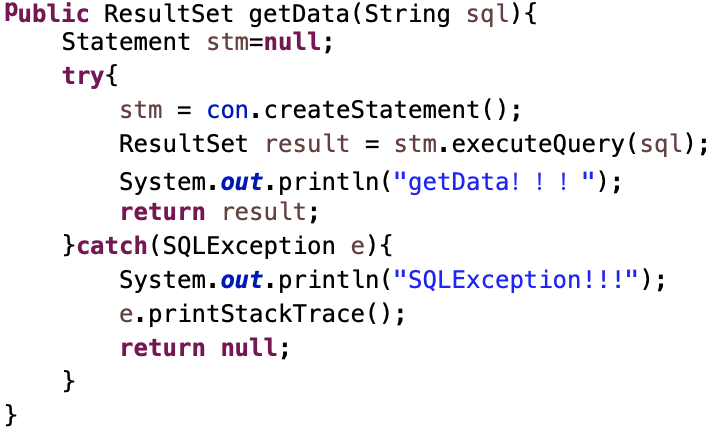 public ResultSet getData(String sql){
    Statement stm=null;
    try{
        stm = con.createStatement();
        ResultSet result = stm.executeQuery(sql);
        System.out.println("getData！！！");
        return result;
    }catch(SQLException e){
        System.out.println("SQLException!!!");
        e.printStackTrace();
        return null;
    }
}